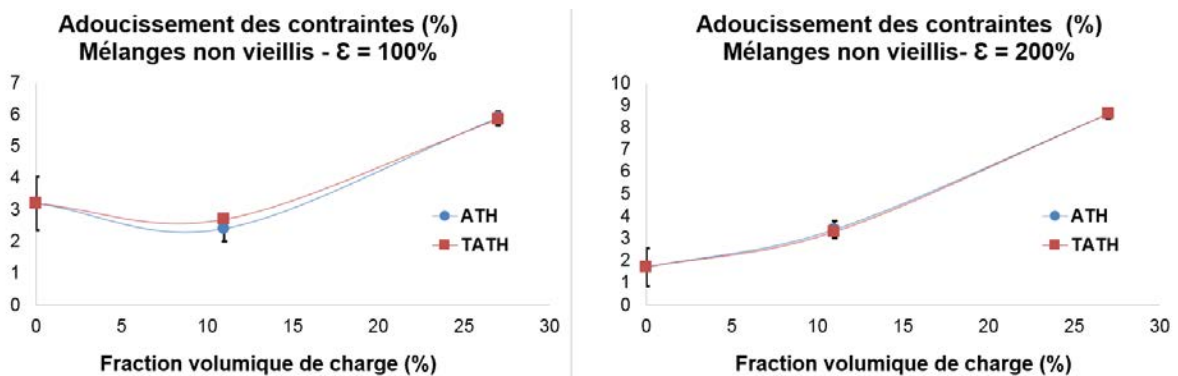 Adoucissement des contraintes (%)
Mélanges non vieillis - Ɛ = 100%
7
6
5
4
3
2
1
0
0 5 10 15 20 25 30
Fraction volumique de charge (%)
ATH
TATH
Adoucissement des contraintes (%)
Mélanges non vieillis- Ɛ = 200%
10
9
8
7
6
5
4
3
2
1
0
0 5 10 15 20 25 30
Fraction volumique de charge (%)
ATH
TATH